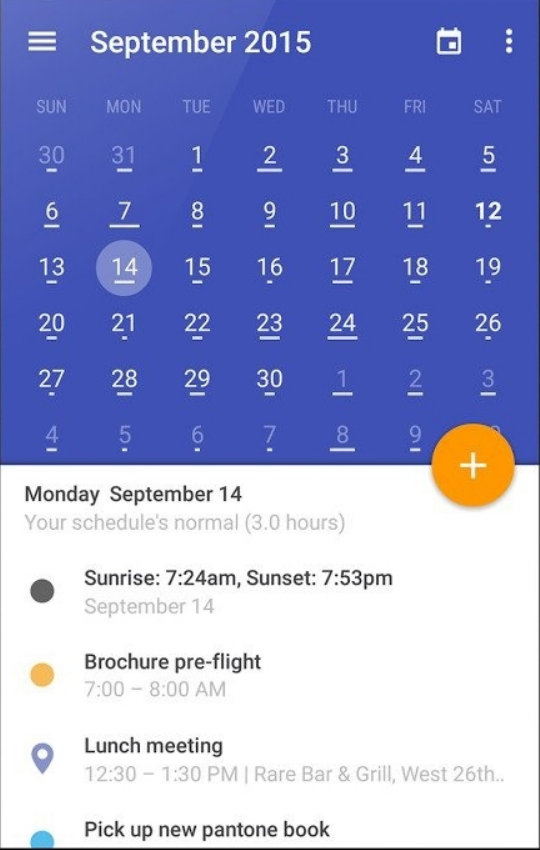 September 2015
SUN MON TUE WED THU FRI SAT
30 31 1 2 3 4 5
6 7 8 9 10 11 12
13 14 15 16 17 18 19
20 21 22 23 24 25 26
27 28 29 30 1 2 3
4 5 6 7 8 9
Monday September 14
Your schedule's normal (3.0 hours)
Sunrise: 7:24am, Sunset: 7:53pm
September 14
Brochure pre-flight
7:00 – 8:00 AM
Lunch meeting
12:30 – 1:30 PM | Rare Bar & Grill, West 26th..
Pick up new pantone book